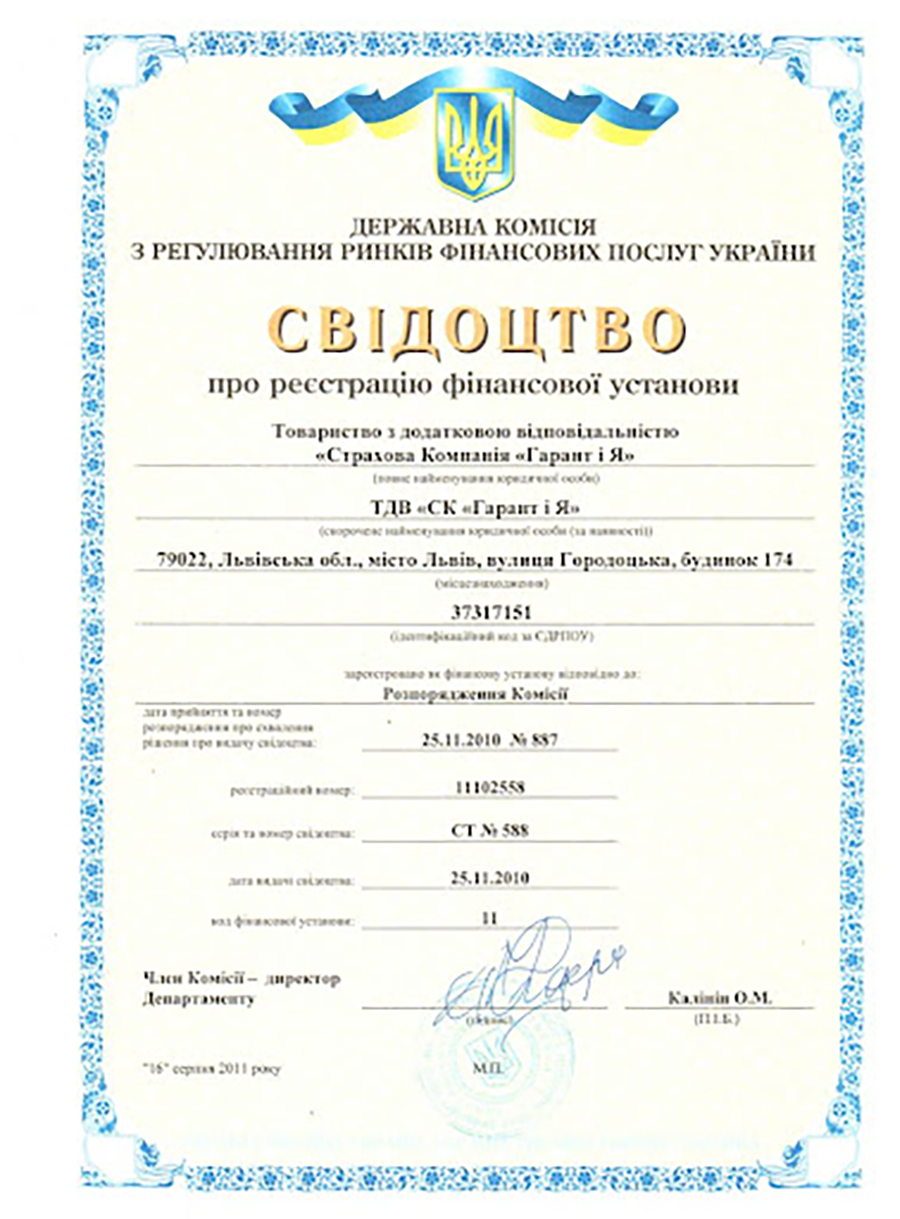 ДЕРЖАВНА КОМІСІЯ
З РЕГУЛЮВАННЯ РИНКІВ ФІНАНСОВИХ ПОСЛУГ УКРАЇНИ
СВІДОЦТВО
про реєстрацію фінансової установи
Товариство з додатковою відповідальністю
«Страхова Компанія «Гарант і Я»
(повне найменування юридичної особи)
ТДВ «СК «Гарант і Я»
(скорочене найменування юридичної особи (за наявності))
79022, Львівська обл., місто Львів, вулиця Городоцька, будинок 174
(місцезнаходження)
37317151
(ідентифікаційний код за ЄДРПОУ)
зареєстровано як фінансову установу відповідно до:
Розпорядження Комісії
дата прийняття та номер
розпорядження про схвалення
рішення про видачу свідоцтва:
25.11.2010 № 887
реєстраційний номер: 11102558
серія та номер свідоцтва: СТ № 588
дата видачі свідоцтва: 25.11.2010
код фінансової установи: 11
Член Комісії – директор
Департаменту
Калінін О.М.
(підпис) (П.І.Б.)
"16" серпня 2011 року М.П.